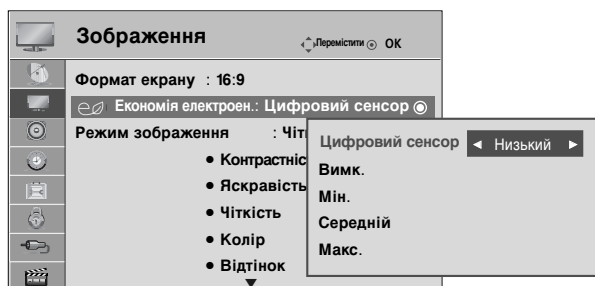 Зображення
Перемістити OK
Формат екрану : 16:9
Економія електроен.: Цифровий сенсор
Режим зображення : Чіт
• Контрастніс
• Яскравість
• Чіткість
• Колір
• Відтінок
Цифровий сенсор ◄ Низький ►
Вимк.
Мін.
Середній
Макс.